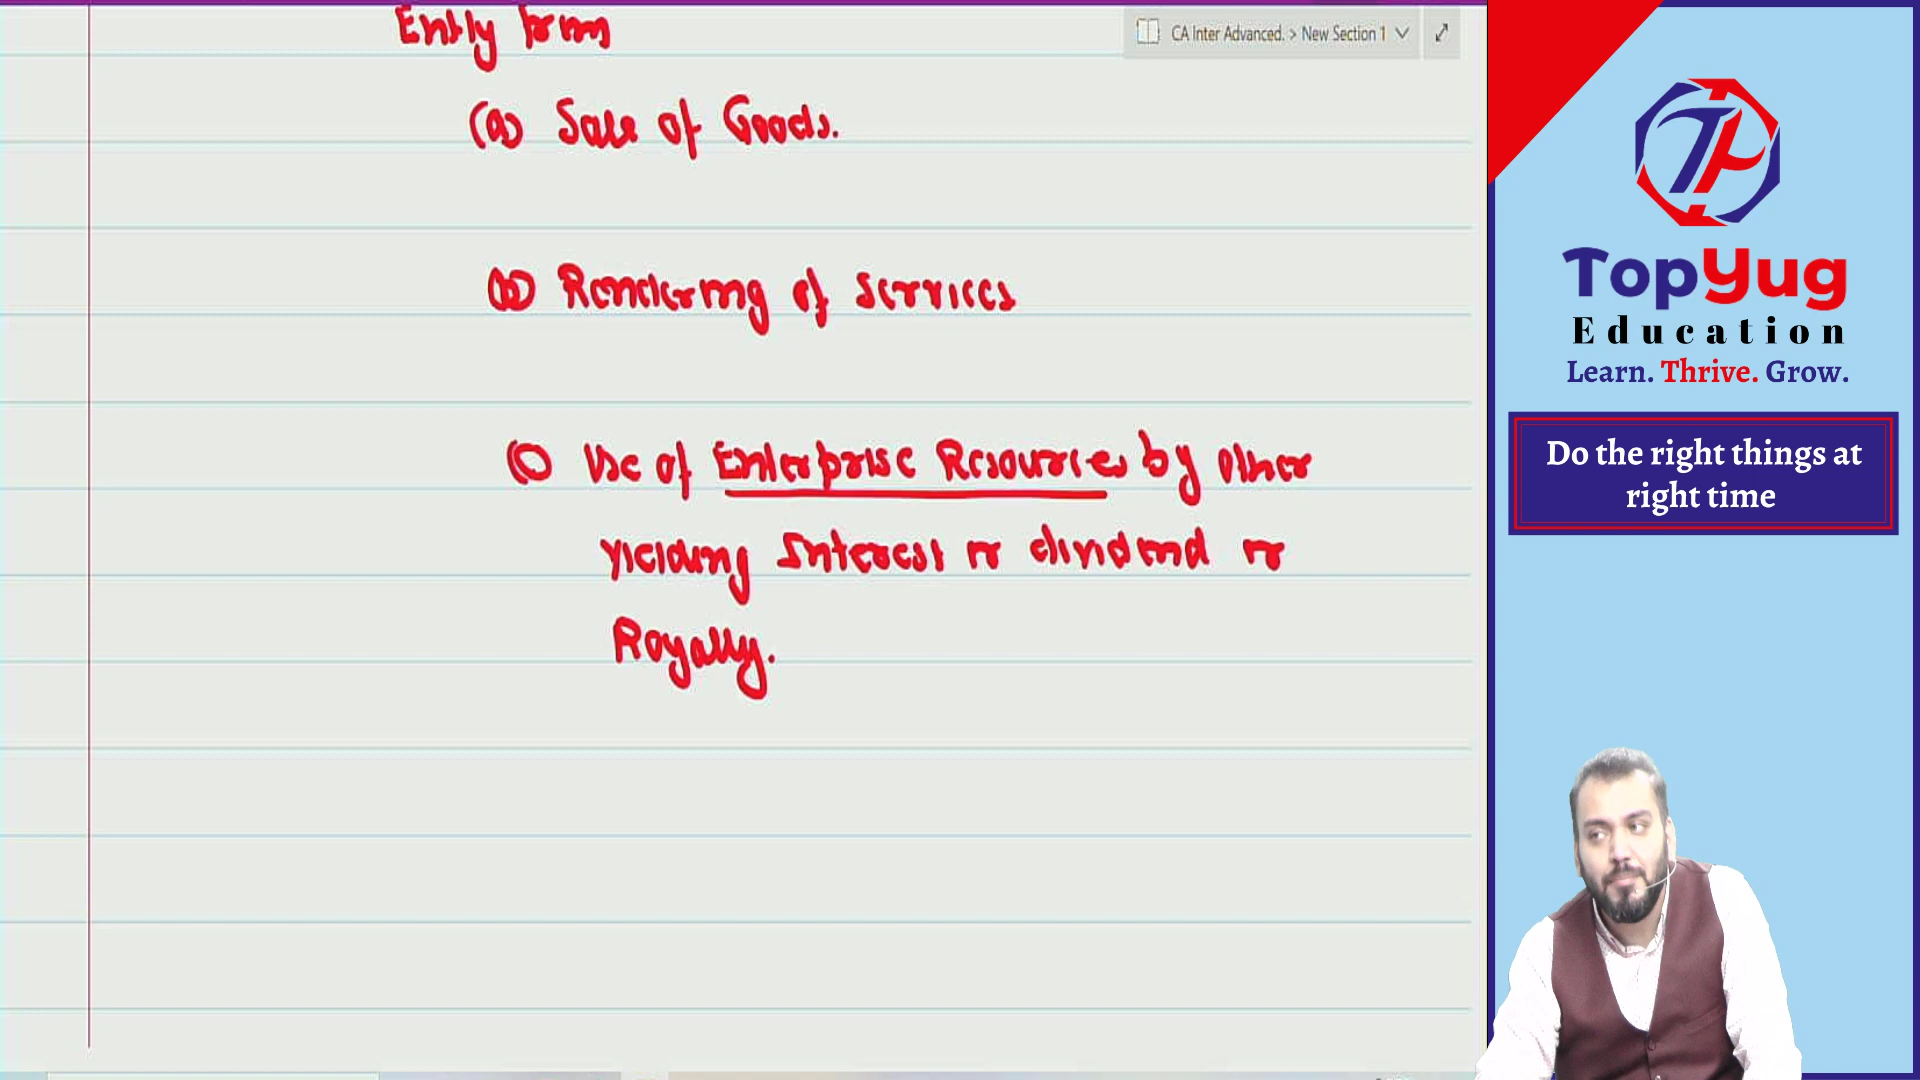 Entity from
CA Inter Advanced. > New Section 1
(a) Sale of Goods.
(b) Rendering of Services
(c) Use of Enterprise Resources by other
yielding Interest or dividend or
Royalty.
TopYug
Education
Learn. Thrive. Grow.
Do the right things at
right time